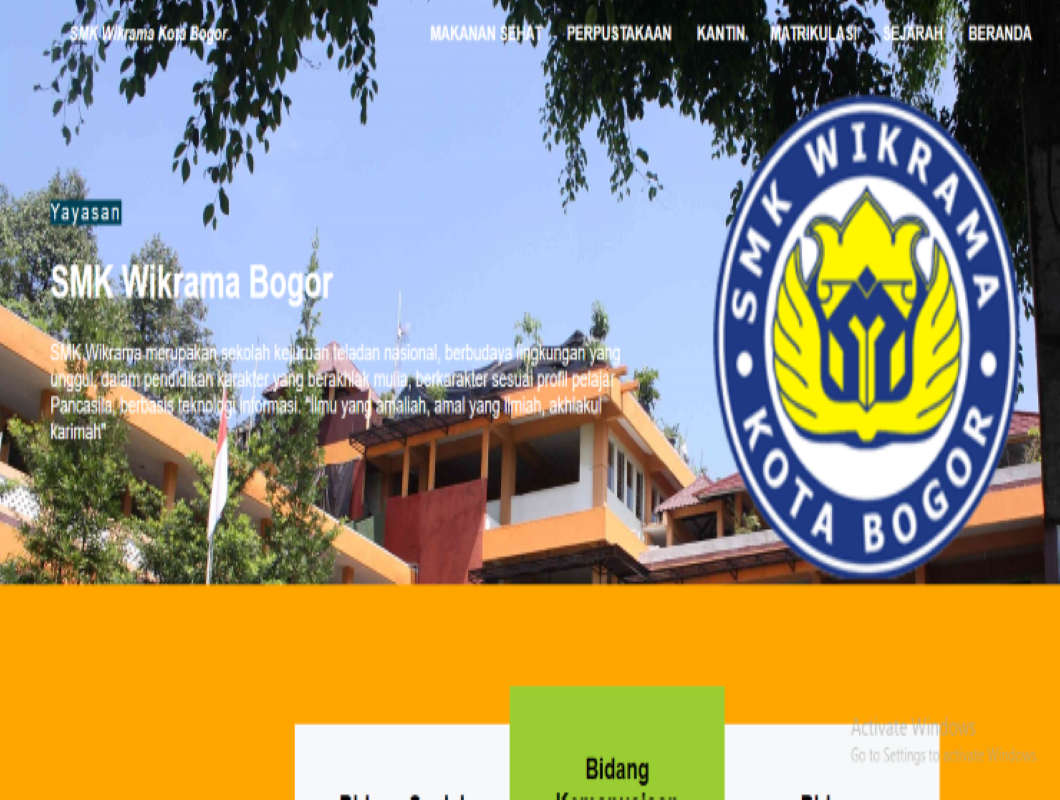 SMK Wikrama Kota Bogor
MAKANAN SEHAT PERPUSTAKAAN KANTIN MATRIKULASI SEJARAH BERANDA
Yayasan
SMK Wikrama Bogor
SMK Wikrama merupakan sekolah kejuruan teladan nasional, berbudaya lingkungan yang
unggul, dalam pendidikan karakter yang berakhlak mulia, berkarakter sesuai profil pelajar
Pancasila, berbasis teknologi informasi. "Ilmu yang amaliah, amal yang ilmiah, akhlakul
karimah"
SMK WIKRAMA
KOTA BOGOR
Bidang
Activate Windows
Go to Settings to activate Windows.